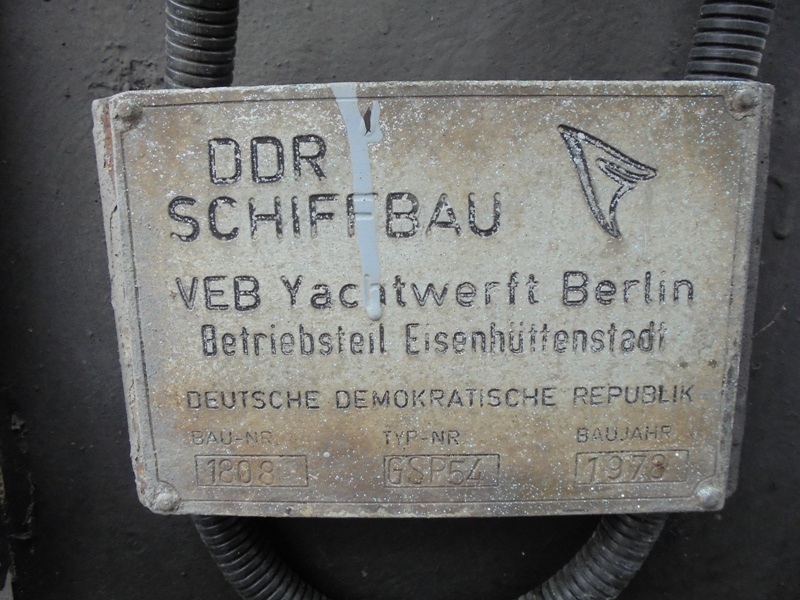 DDR
SCHIFFBAU
VEB Yachtwerft Berlin
Betriebsteil Eisenhüttenstadt
DEUTSCHE DEMOKRATISCHE REPUBLIK
BAU-NR. TYP-NR. BAUJAHR
1808 GSP54 1978